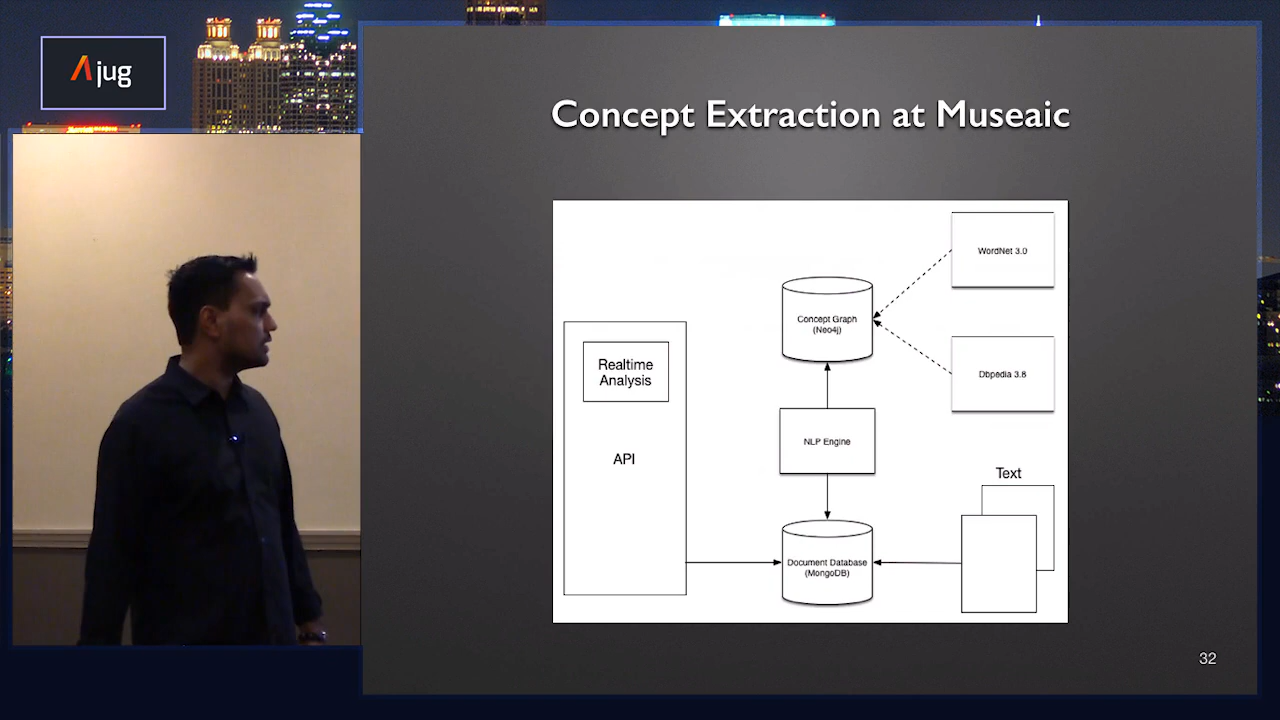 Ajug
Concept Extraction at Museaic
WordNet 3.0
Concept Graph
(Neo4j)
Realtime
Analysis
Dbpedia 3.8
NLP Engine
API
Text
Document Database
(MongoDB)
32